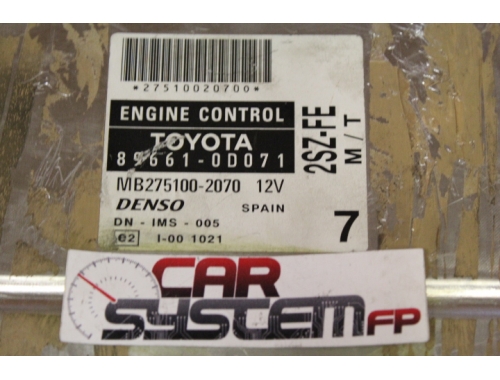 *27510020700*
ENGINE CONTROL
TOYOTA
89661-0D071
MB275100-2070 12V
DENSO SPAIN
DN - IMS - 005
e2 I-00 1021
2SZ-FE
M/T
7
CAR
SYSTEM FP